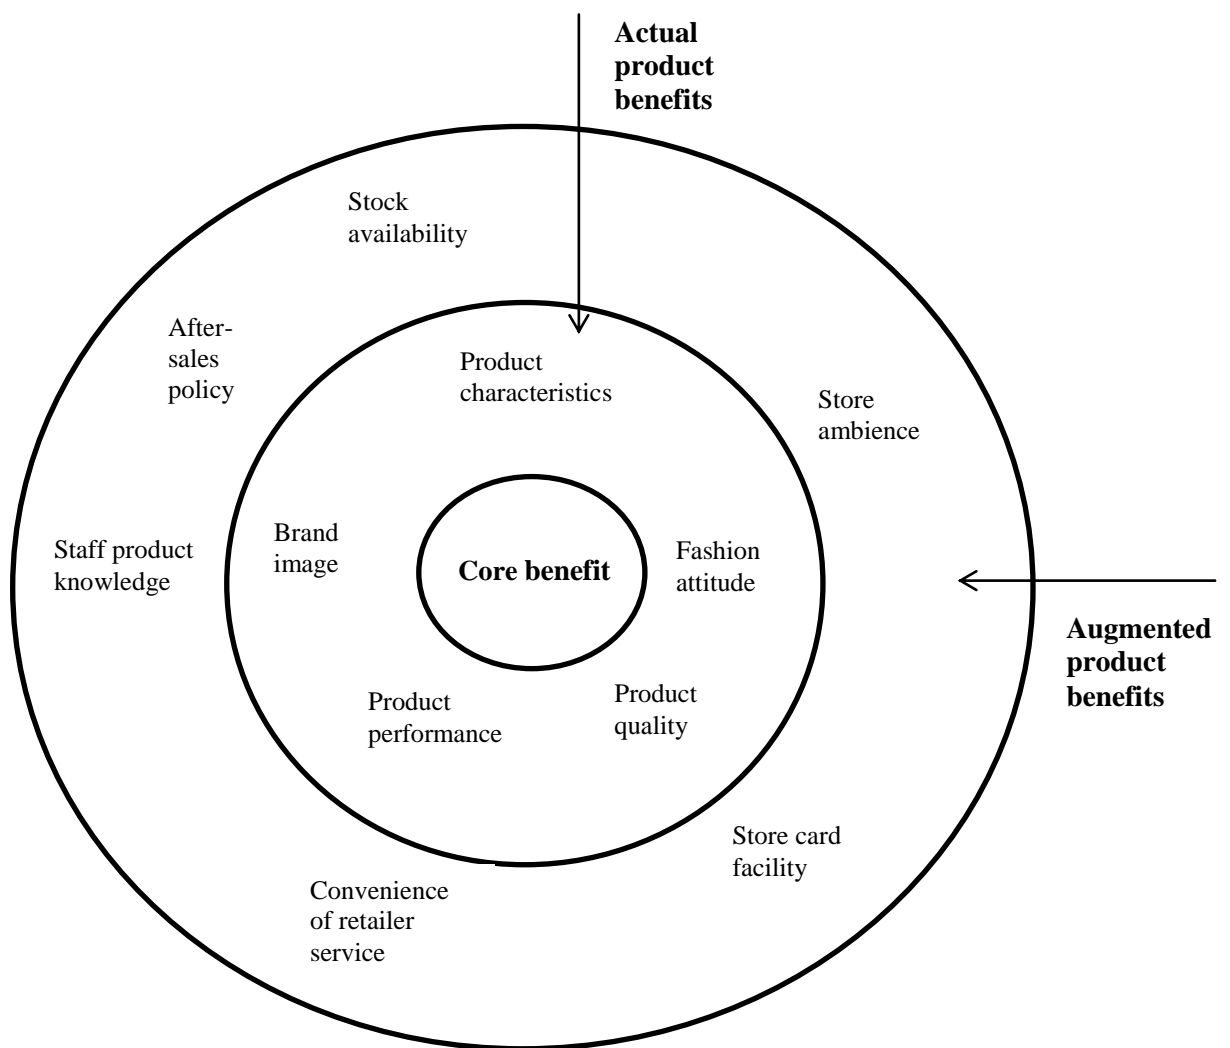 Actual
product
benefits
Stock
availability
After-
sales
policy
Product
characteristics
Store
ambience
Staff product
knowledge
Brand
image
Core benefit
Fashion
attitude
Augmented
product
benefits
Product
performance
Product
quality
Store card
facility
Convenience
of retailer
service